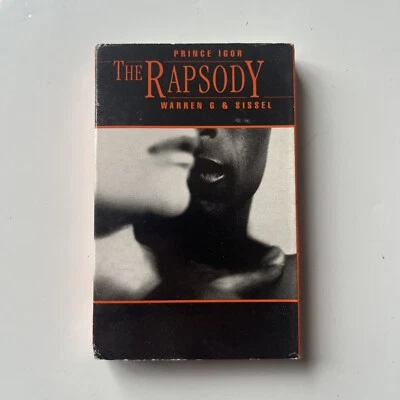 PRINCE IGOR
THE RAPSODY
WARREN G & SISSEL